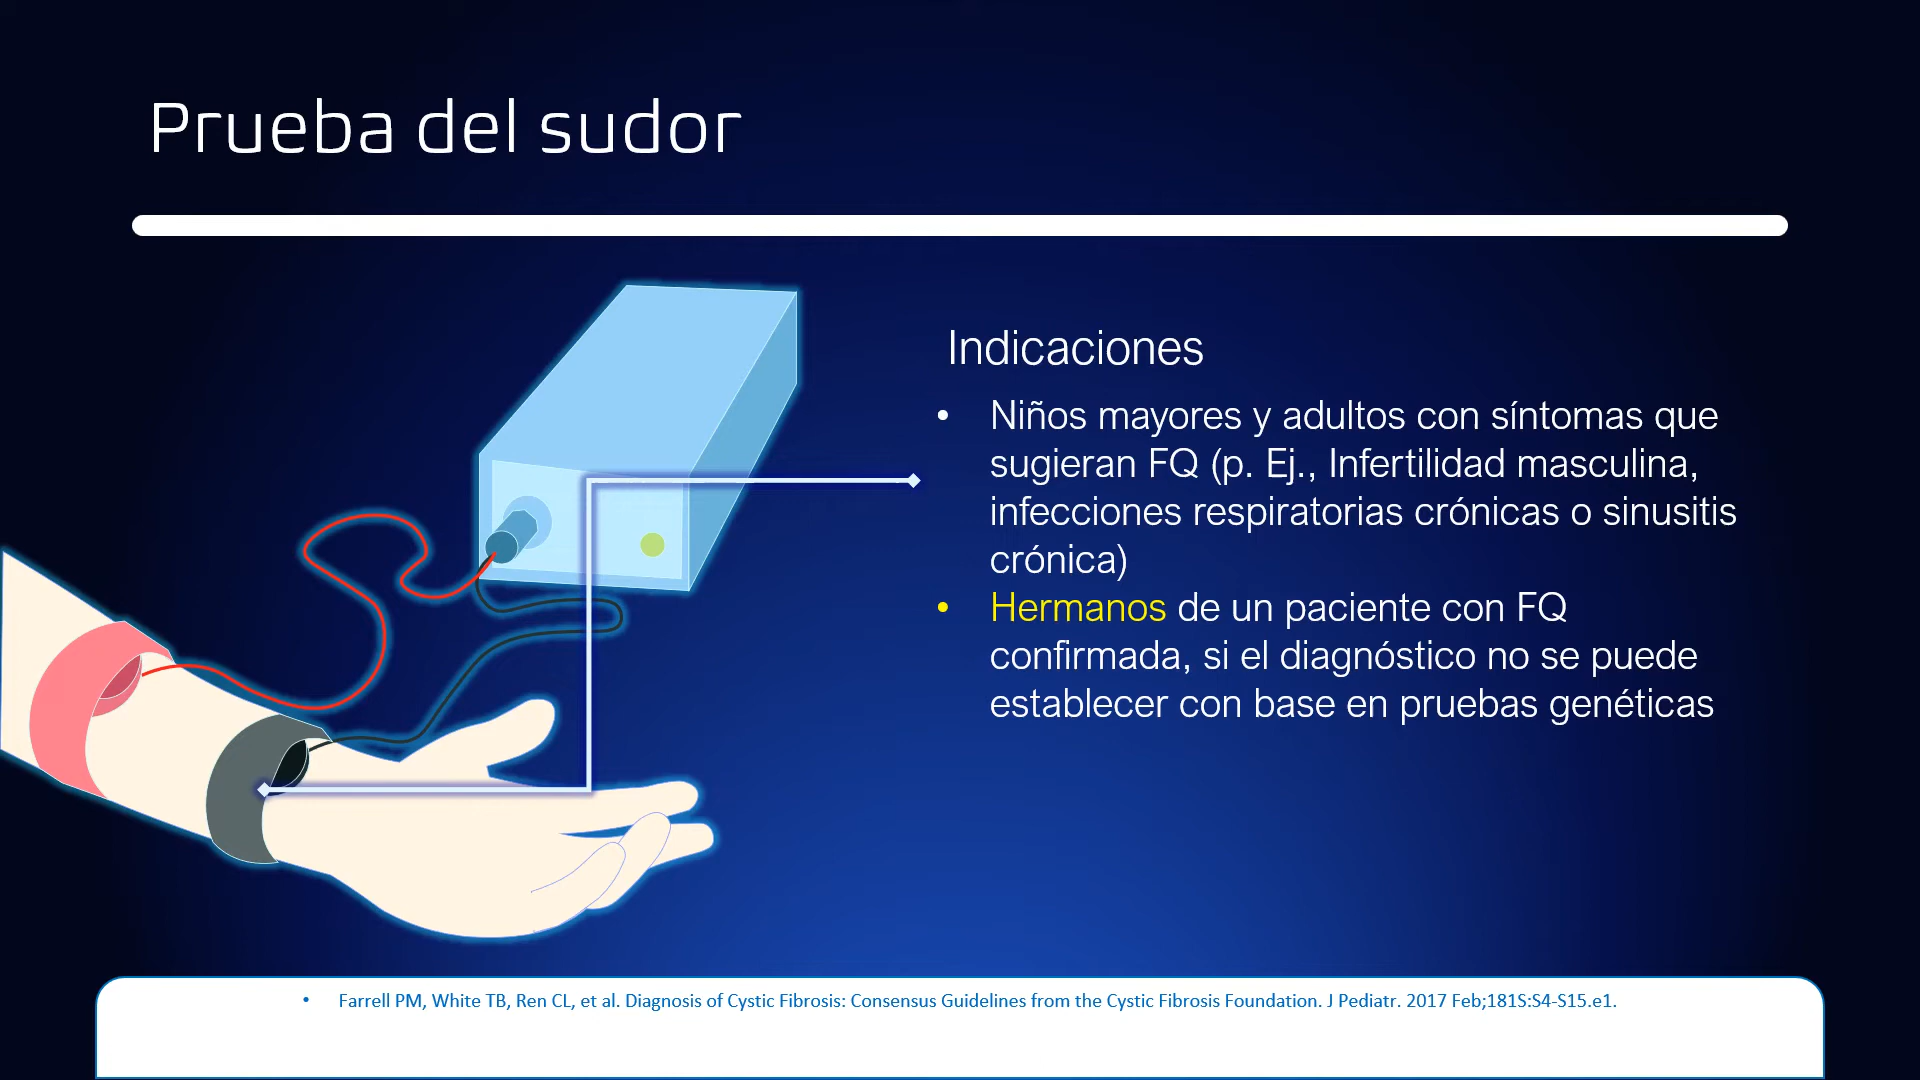 Prueba del sudor
Indicaciones
• Niños mayores y adultos con síntomas que
sugieran FQ (p. Ej., Infertilidad masculina,
infecciones respiratorias crónicas o sinusitis
crónica)
• Hermanos de un paciente con FQ
confirmada, si el diagnóstico no se puede
establecer con base en pruebas genéticas
• Farrell PM, White TB, Ren CL, et al. Diagnosis of Cystic Fibrosis: Consensus Guidelines from the Cystic Fibrosis Foundation. J Pediatr. 2017 Feb;181S:S4-S15.e1.